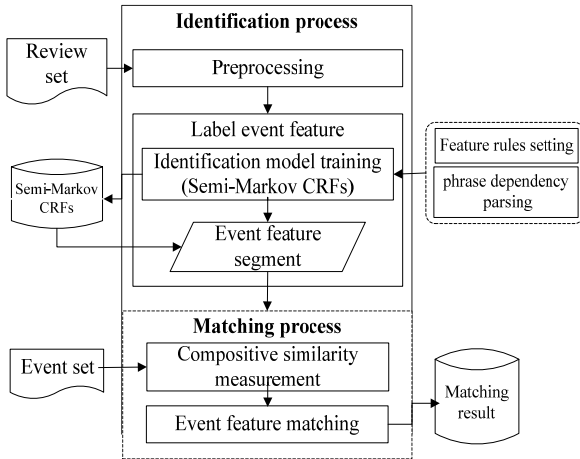 Identification process
Review
set
Preprocessing
Label event feature
Identification model training
(Semi-Markov CRFs)
Feature rules setting
phrase dependency
parsing
Semi-Markov
CRFs
Event feature
segment
Matching process
Event set
Compositive similarity
measurement
Event feature matching
Matching
result